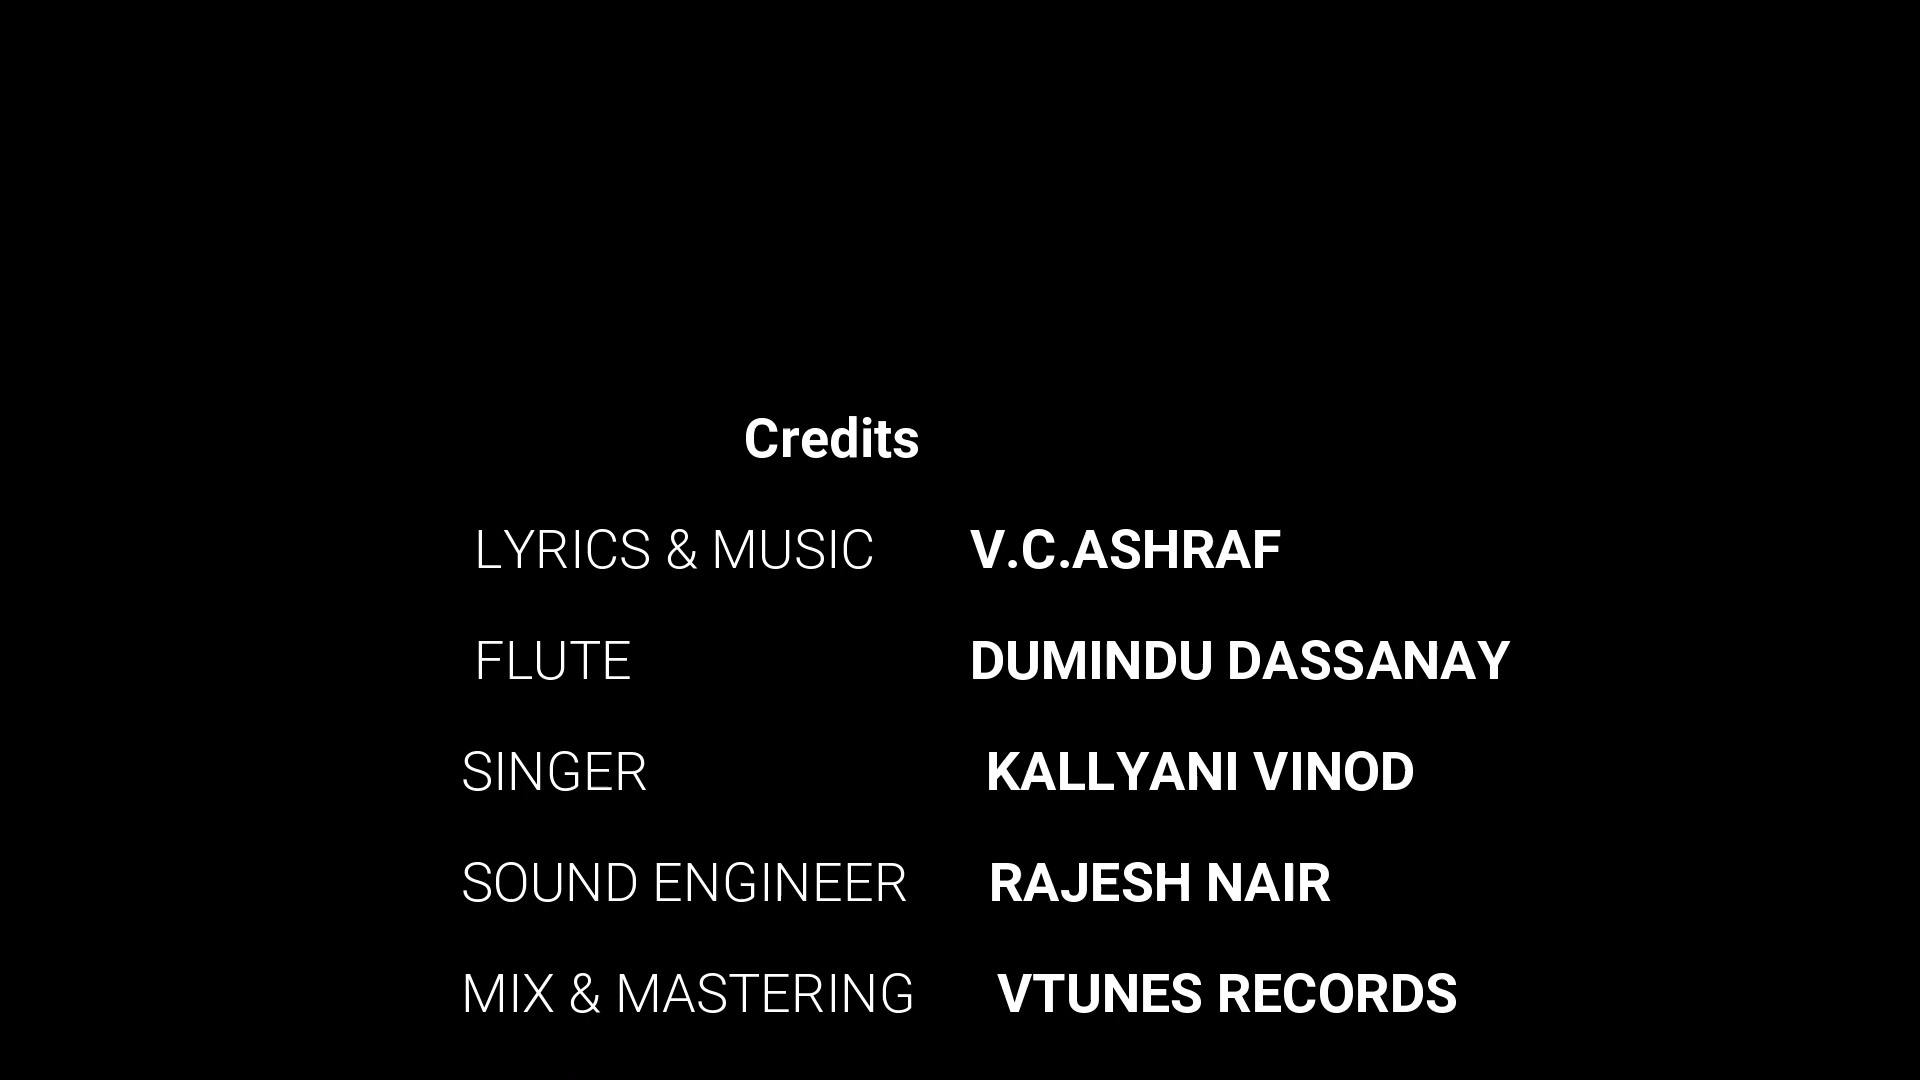 Credits
LYRICS & MUSIC V.C.ASHRAF
FLUTE DUMINDU DASSANAY
SINGER KALLYANI VINOD
SOUND ENGINEER RAJESH NAIR
MIX & MASTERING VTUNES RECORDS